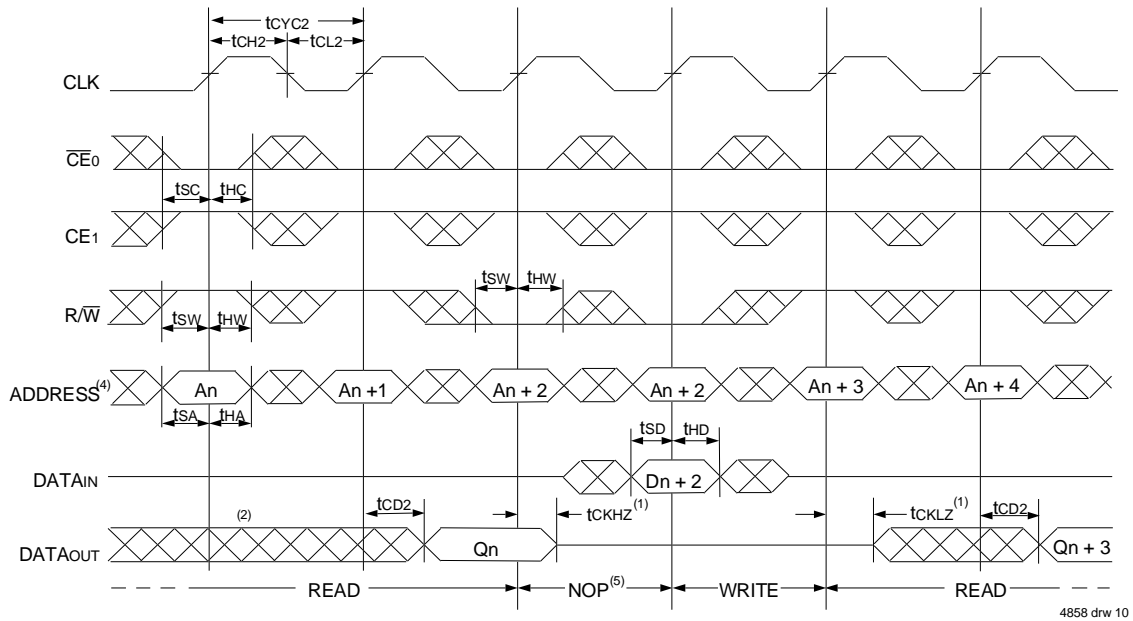 tCYC2
tCH2 tCL2
CLK
CE0
tSC tHC
CE1
tSW tHW
R/W
tSW tHW
ADDRESS(4) An An +1 An + 2 An + 2 An + 3 An + 4
tSA tHA
tSD tHD
DATAIN Dn + 2
tCD2 tCKHZ(1) tCKLZ(1) tCD2
(2)
DATAOUT Qn Qn + 3
READ NOP(5) WRITE READ
4858 drw 10